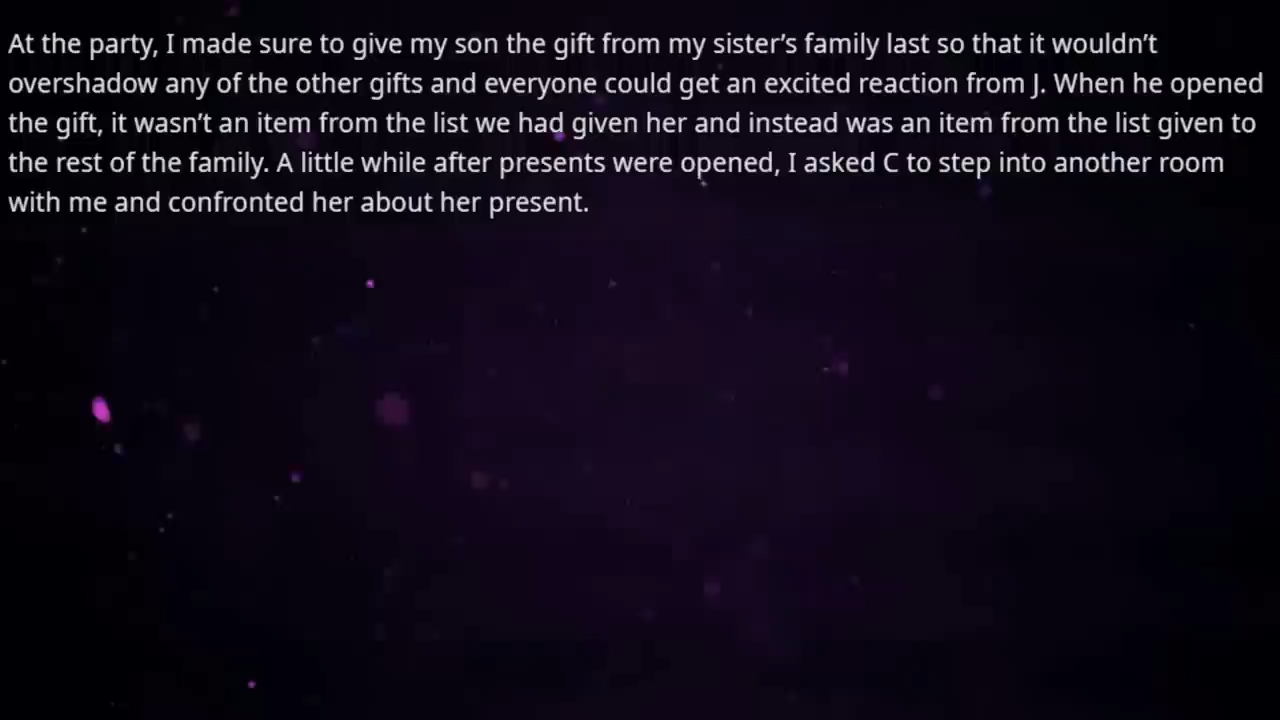 At the party, I made sure to give my son the gift from my sister’s family last so that it wouldn’t
overshadow any of the other gifts and everyone could get an excited reaction from J. When he opened
the gift, it wasn’t an item from the list we had given her and instead was an item from the list given to
the rest of the family. A little while after presents were opened, I asked C to step into another room
with me and confronted her about her present.